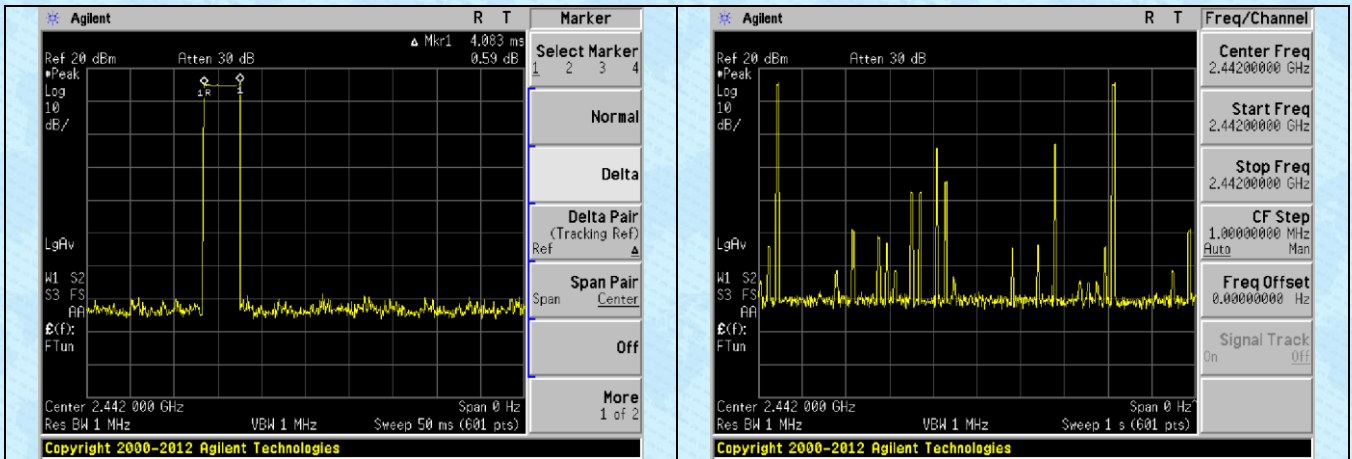 Agilent R T Marker
Δ Mkr1 4.083 ms
Ref 20 dBm Atten 30 dB 0.59 dB
•Peak
Log
10
dB/
1R 1
LgAv
W1 S2
S3 FS
AA
£(f):
FTun
Center 2.442 000 GHz Span 0 Hz
Res BW 1 MHz VBW 1 MHz Sweep 50 ms (601 pts)
Copyright 2000-2012 Agilent Technologies
Select Marker
1 2 3 4
Normal
Delta
Delta Pair
(Tracking Ref)
Ref Δ
Span Pair
Span Center
Off
More
1 of 2
Agilent R T Freq/Channel
Ref 20 dBm Atten 30 dB
•Peak
Log
10
dB/
LgAv
W1 S2
S3 FS
AA
£(f):
FTun
Center 2.442 000 GHz Span 0 Hz
Res BW 1 MHz VBW 1 MHz Sweep 1 s (601 pts)
Copyright 2000-2012 Agilent Technologies
Center Freq
2.44200000 GHz
Start Freq
2.44200000 GHz
Stop Freq
2.44200000 GHz
CF Step
1.00000000 MHz
Auto Man
Freq Offset
0.00000000 Hz
Signal Track
On Off